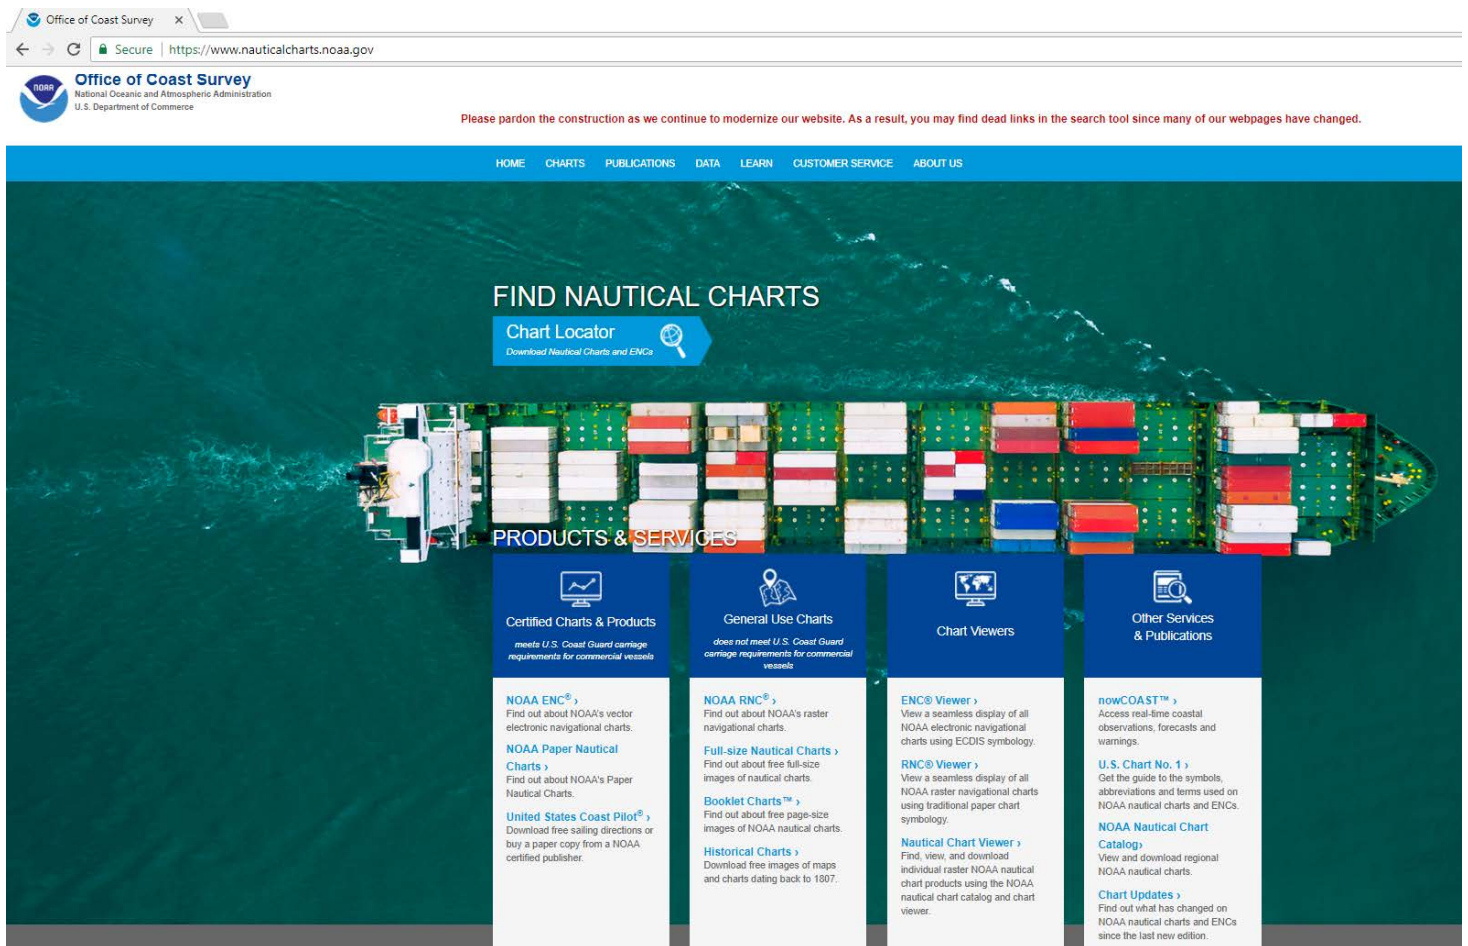 Office of Coast Survey
Secure | https://www.nauticalcharts.noaa.gov
NOAA
Office of Coast Survey
National Oceanic and Atmospheric Administration
U.S. Department of Commerce
Please pardon the construction as we continue to modernize our website. As a result, you may find dead links in the search tool since many of our webpages have changed.
HOME CHARTS PUBLICATIONS DATA LEARN CUSTOMER SERVICE ABOUT US
FIND NAUTICAL CHARTS
Chart Locator
Download Nautical Charts and ENCs
PRODUCTS & SERVICES
Certified Charts & Products
meets U.S. Coast Guard carriage
requirements for commercial vessels
NOAA ENC® ›
Find out about NOAA's vector
electronic navigational charts.
NOAA Paper Nautical
Charts ›
Find out about NOAA's Paper
Nautical Charts.
United States Coast Pilot® ›
Download free sailing directions or
buy a paper copy from a NOAA
certified publisher.
General Use Charts
does not meet U.S. Coast Guard
carriage requirements for commercial
vessels
NOAA RNC® ›
Find out about NOAA's raster
navigational charts.
Full-size Nautical Charts ›
Find out about free full-size
images of nautical charts.
Booklet Charts™ ›
Find out about free page-size
images of NOAA nautical charts.
Historical Charts ›
Download free images of maps
and charts dating back to 1807.
Chart Viewers
ENC® Viewer ›
View a seamless display of all
NOAA electronic navigational
charts using ECDIS symbology.
RNC® Viewer ›
View a seamless display of all
NOAA raster navigational charts
using traditional paper chart
symbology.
Nautical Chart Viewer ›
Find, view, and download
individual raster NOAA nautical
chart products using the NOAA
nautical chart catalog and chart
viewer.
Other Services
& Publications
nowCOAST™ ›
Access real-time coastal
observations, forecasts and
warnings.
U.S. Chart No. 1 ›
Get the guide to the symbols,
abbreviations and terms used on
NOAA nautical charts and ENCs.
NOAA Nautical Chart
Catalog›
View and download regional
NOAA nautical charts.
Chart Updates ›
Find out what has changed on
NOAA nautical charts and ENCs
since the last new edition.